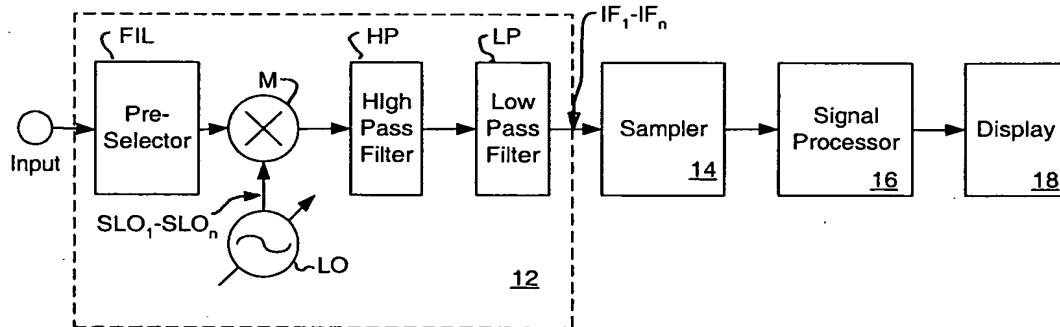 FIL
HP
LP
IF1-IFn
M
Input
Pre-
Selector
HIgh
Pass
Filter
Low
Pass
Filter
Sampler
14
Signal
Processor
16
Display
18
SLO1-SLOn
LO
12